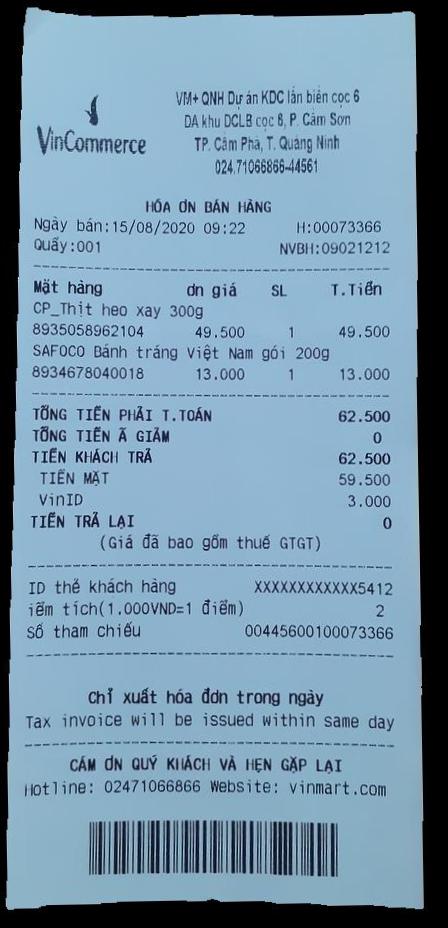 VinCommerce
VM+ QNH Dự án KDC lấn biển cọc 6
DA khu DCLB cọc 6, P. Cẩm Sơn
TP. Cẩm Phả, T. Quảng Ninh
024.71066866-44561
HÓA ƠN BÁN HÀNG
Ngày bán:15/08/2020 09:22 H:00073366
Quầy:001 NVBH:09021212
Mặt hàng ơn giá SL T.Tiền
CP_Thịt heo xay 300g
8935058962104 49.500 1 49.500
SAFOCO Bánh tráng Việt Nam gói 200g
8934678040018 13.000 1 13.000
TỔNG TIỀN PHẢI T.TOÁN 62.500
TỔNG TIỀN Ã GIẢM 0
TIỀN KHÁCH TRẢ 62.500
TIỀN MẶT 59.500
VinID 3.000
TIỀN TRẢ LẠI 0
(Giá đã bao gồm thuế GTGT)
ID thẻ khách hàng XXXXXXXXXXXX5412
iểm tích(1.000VND=1 điểm) 2
Số tham chiếu 00445600100073366
Chỉ xuất hóa đơn trong ngày
Tax invoice will be issued within same day
CẢM ƠN QUÝ KHÁCH VÀ HẸN GẶP LẠI
Hotline: 02471066866 Website: vinmart.com